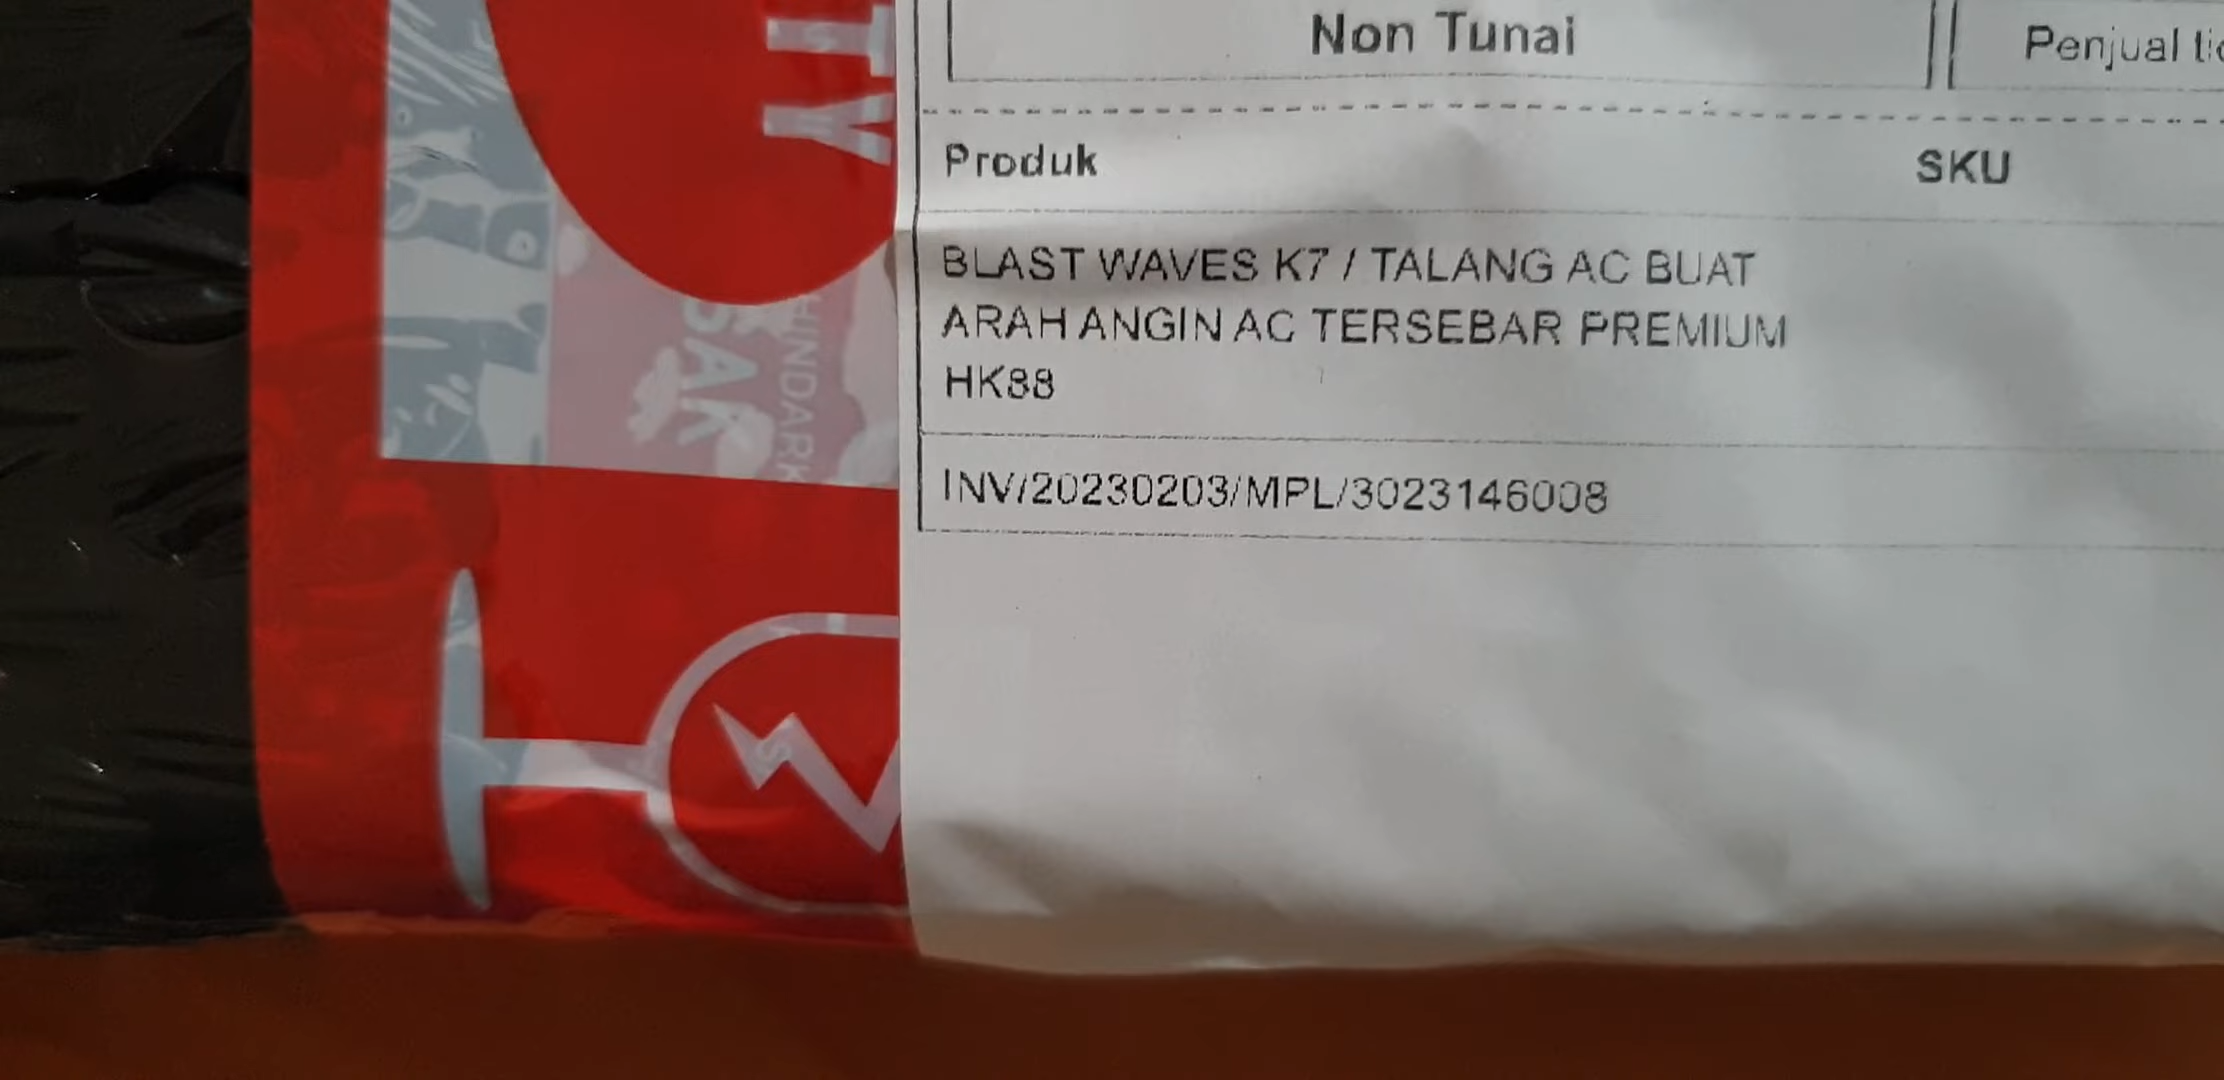 Non Tunai
Penjual
Produk SKU
BLAST WAVES K7 / TALANG AC BUAT
ARAH ANGIN AC TERSEBAR PREMIUM
HK88
INV/20230203/MPL/3023146008
TY